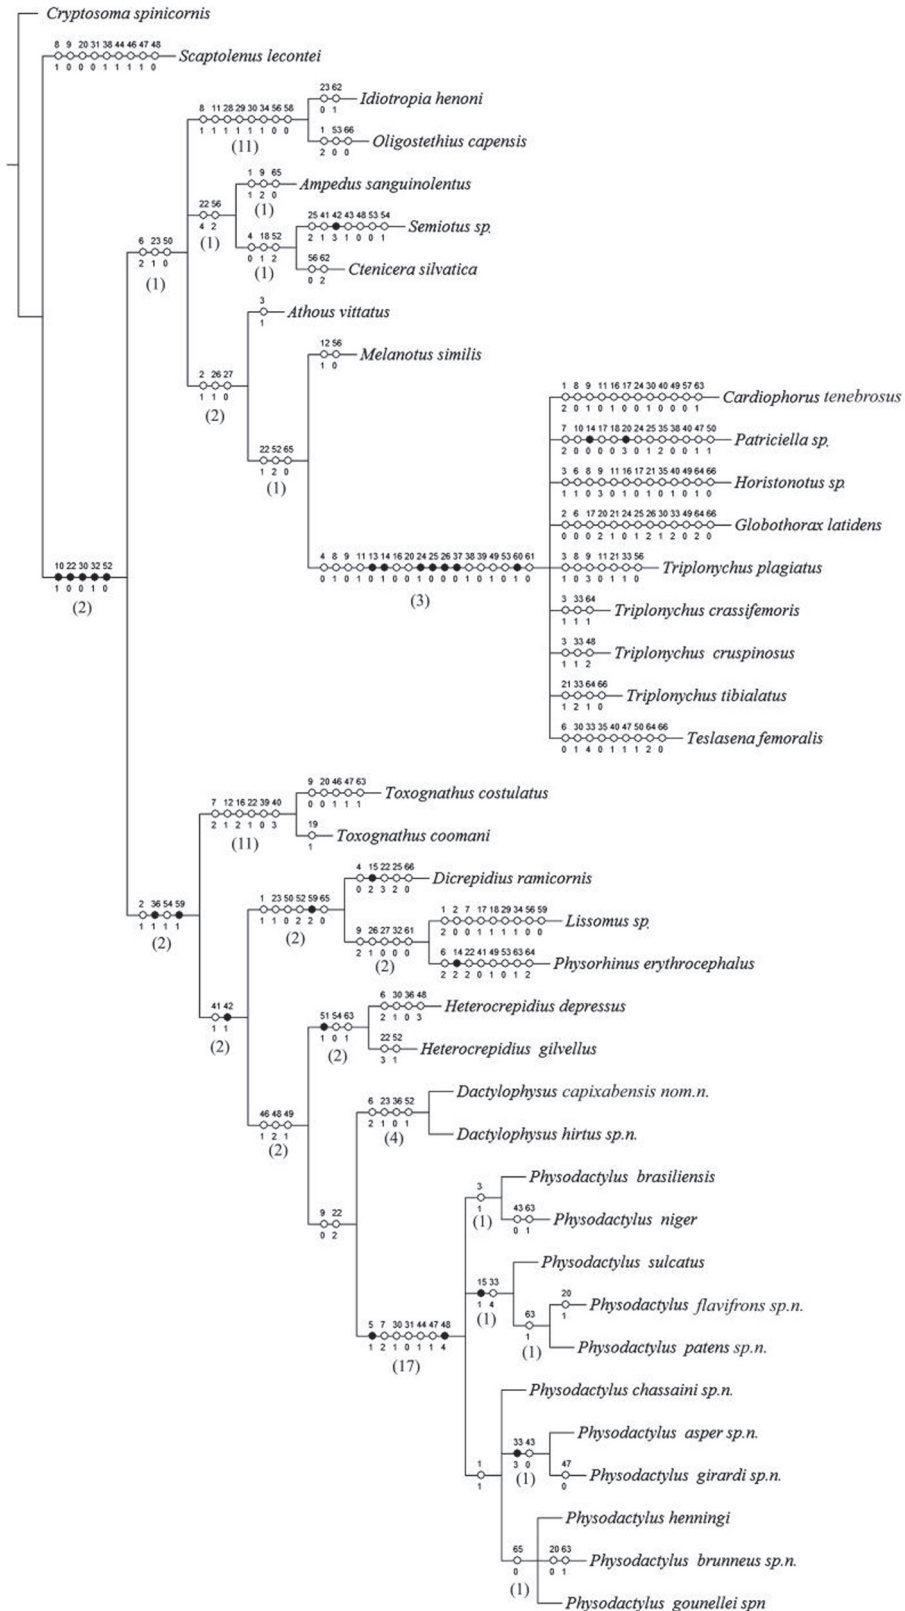 Cryptosoma spinicornis
8 9 20 31 38 44 46 47 48
Scaptolenus lecontei
1 0 0 0 1 1 1 1 0
23 62
Idiotropia henoni
0 1
8 11 28 29 30 34 56 58
1 1 1 1 1 1 0 0
(11)
1 53 66
Oligostethius capensis
2 0 0
1 9 65
Ampedus sanguinolentus
1 2 0
(1)
22 56
4 2
(1)
25 41 42 43 48 53 54
Semiotus sp.
2 1 3 1 0 0 1
4 18 52
0 1 2
(1)
56 62
Ctenicera silvatica
0 2
6 23 50
2 1 0
(1)
3
Athous vittatus
1
12 56
Melanotus similis
1 0
2 26 27
1 1 0
(2)
22 52 65
1 2 0
(1)
1 8 9 11 16 17 24 30 40 49 57 63
Cardiophorus tenebrosus
2 0 1 0 1 0 0 1 0 0 0 1
7 10 14 17 18 20 24 25 35 38 40 47 50
Patriciella sp.
2 0 0 0 0 3 0 1 2 0 0 1 1
3 6 8 9 11 16 17 21 35 40 49 64 66
Horistonotus sp.
1 1 0 3 0 1 0 1 0 1 0 1 0
2 6 17 20 21 24 25 26 30 33 49 64 66
Globothorax latidens
0 0 0 2 1 0 1 2 1 2 0 2 0
4 8 9 11 13 14 16 20 24 25 26 37 38 39 49 53 60 61
0 1 0 1 1 1 0 0 1 0 0 1 1 0 1 0 1 0
(3)
3 8 9 11 21 33 56
Triplonychus plagiatus
1 0 3 0 1 1 0
3 33 64
Triplonychus crassifemoris
1 1 1
3 33 48
Triplonychus cruspinosus
1 1 2
21 33 64 66
Triplonychus tibialatus
1 2 1 0
6 30 33 35 40 47 50 64 66
Teslasena femoralis
0 1 4 0 1 1 1 2 0
10 22 30 32 52
1 0 0 1 0
(2)
9 20 46 47 63
Toxognathus costulatus
0 0 1 1 1
7 12 16 22 39 40
2 1 2 1 0 3
(11)
19
Toxognathus coomani
1
2 36 54 59
1 1 1 1
(2)
4 15 22 25 66
Dicrepidius ramicornis
0 2 3 2 0
1 23 50 52 59 65
1 1 0 2 2 0
(2)
1 2 7 17 18 29 34 56 59
Lissomus sp.
2 0 0 1 1 1 1 0 0
9 26 27 32 61
2 1 0 0 0
(2)
6 14 22 41 49 53 63 64
Physorhinus erythrocephalus
2 2 2 0 1 0 1 2
41 42
1 1
(2)
6 30 36 48
Heterocrepidius depressus
2 1 0 3
51 54 63
1 0 1
(2)
22 52
Heterocrepidius gilvellus
3 1
46 48 49
1 2 1
(2)
Dactylophysus capixabensis nom.n.
6 23 36 52
2 1 0 1
(4)
Dactylophysus hirtus sp.n.
9 22
0 2
Physodactylus brasiliensis
3
1
(1)
43 63
Physodactylus niger
0 1
Physodactylus sulcatus
15 33
1 4
(1)
20
Physodactylus flavifrons sp.n.
1
63
1
(1)
Physodactylus patens sp.n.
5 7 30 31 44 47 48
1 2 1 0 1 1 4
(17)
Physodactylus chassaini sp.n.
Physodactylus asper sp.n.
33 43
3 0
(1)
47
Physodactylus girardi sp.n.
0
1
1
Physodactylus henningi
65
0
(1)
20 63
Physodactylus brunneus sp.n.
0 1
Physodactylus gounellei spn